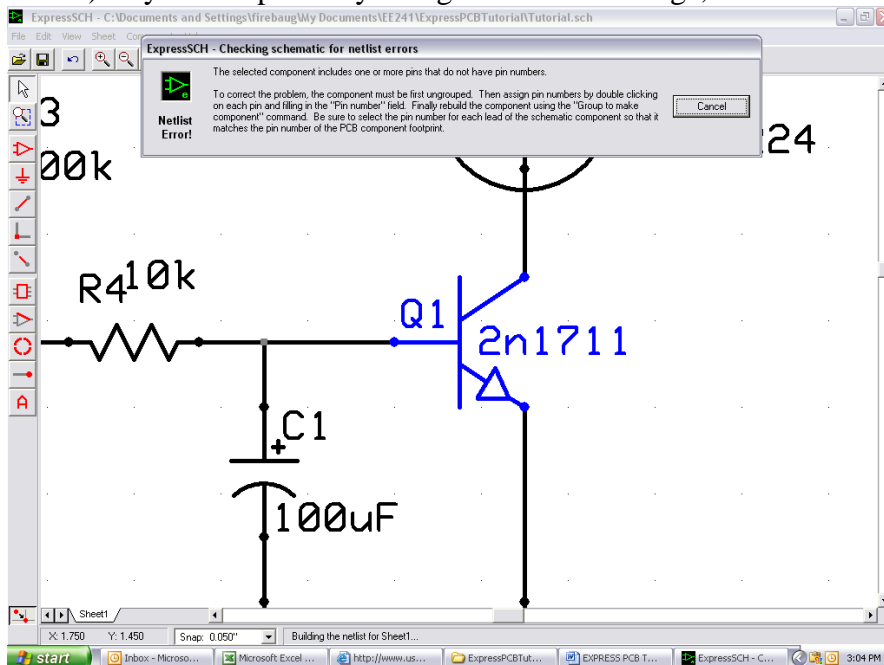 ExpressSCH - C:\Documents and Settings\firebaug\My Documents\EE241\ExpressPCBTutorial\Tutorial.sch
File Edit View Sheet
ExpressSCH - Checking schematic for netlist errors
The selected component includes one or more pins that do not have pin numbers.
To correct the problem, the component must be first ungrouped. Then assign pin numbers by double clicking
on each pin and filling in the "Pin number" field. Finally rebuild the component using the "Group to make
component" command. Be sure to select the pin number for each lead of the schematic component so that it
matches the pin number of the PCB component footprint.
Netlist
Error!
Cancel
3
00k
224
R4 10k
Q1
2n1711
C1
+
100uF
A
Sheet1
X: 1.750 Y: 1.450 Snap: 0.050" Building the netlist for Sheet1...
start Inbox - Microso... Microsoft Excel ... http://www.us... ExpressPCBTut... EXPRESS PCB T... ExpressSCH - C... 3:04 PM